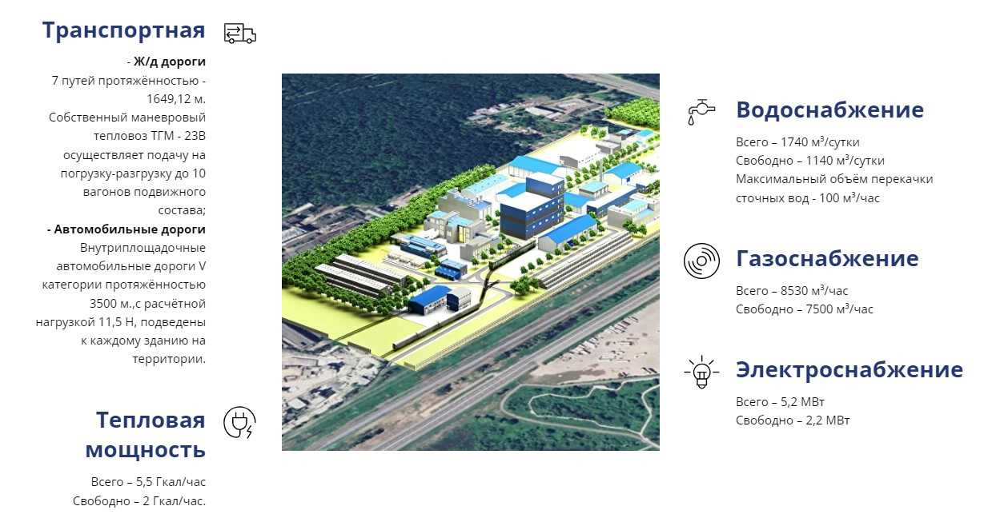 Транспортная
- Ж/д дороги
7 путей протяжённостью -
1649,12 м.
Собственный маневровый
тепловоз ТГМ - 23В
осуществляет подачу на
погрузку-разгрузку до 10
вагонов подвижного
состава;
- Автомобильные дороги
Внутриплощадочные
автомобильные дороги V
категории протяжённостью
3500 м.,с расчётной
нагрузкой 11,5 Н, подведены
к каждому зданию на
территории.
Тепловая
мощность
Всего – 5,5 Гкал/час
Свободно – 2 Гкал/час.
Водоснабжение
Всего – 1740 м³/сутки
Свободно – 1140 м³/сутки
Максимальный объём перекачки
сточных вод - 100 м³/час
Газоснабжение
Всего – 8530 м³/час
Свободно – 7500 м³/час
Электроснабжение
Всего – 5,2 МВт
Свободно – 2,2 МВт